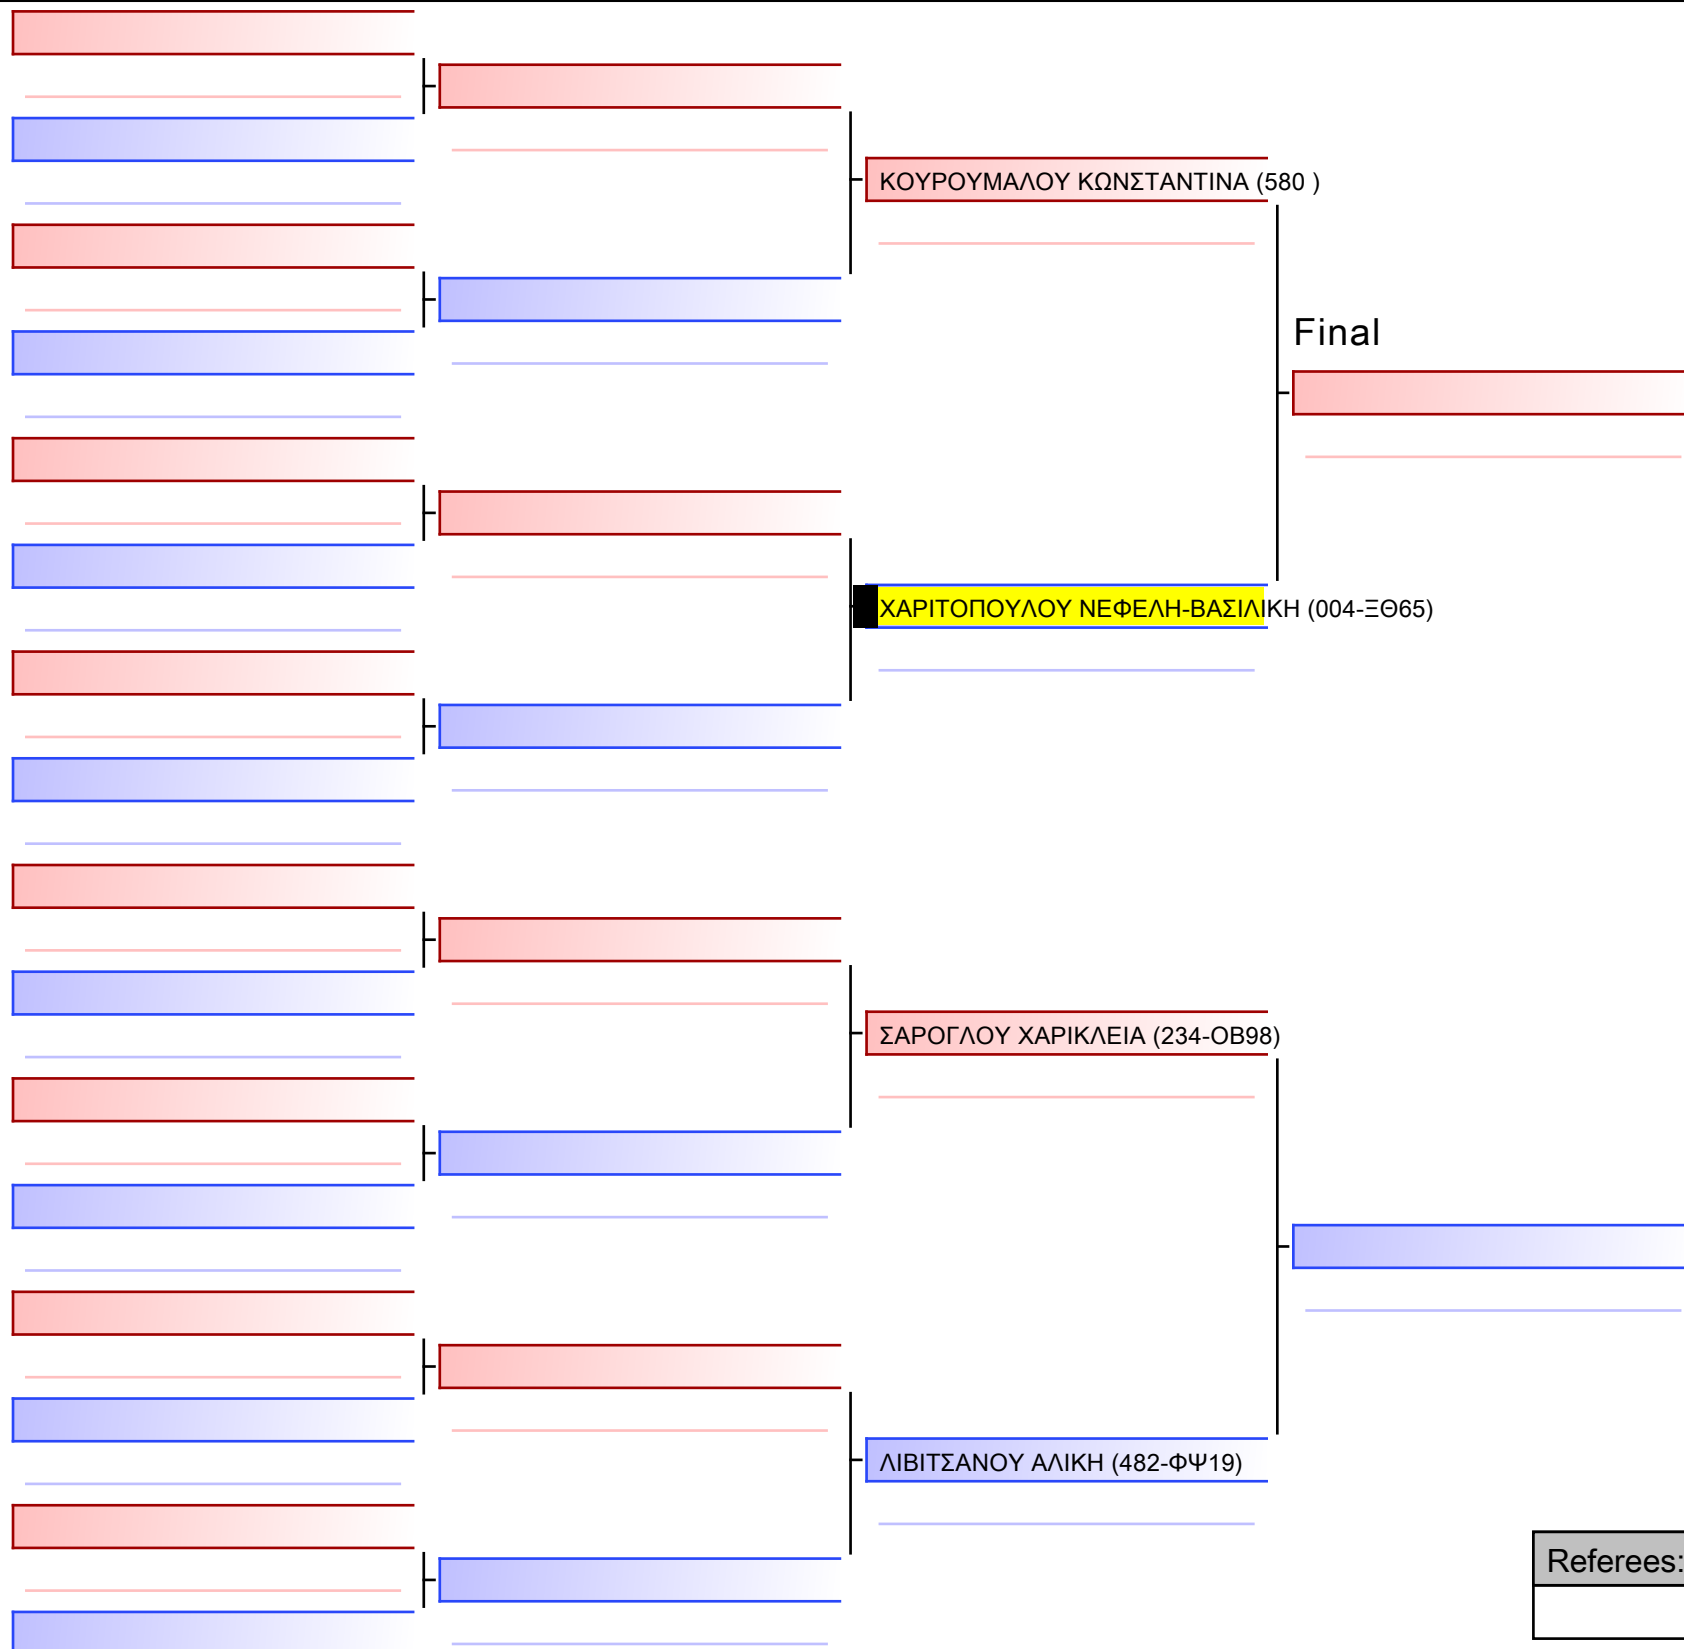 ΚΟΥΡΟΥΜΑΛΟΥ ΚΩΝΣΤΑΝΤΙΝΑ (580 )
Final
ΧΑΡΙΤΟΠΟΥΛΟΥ ΝΕΦΕΛΗ-ΒΑΣΙΛΙΚΗ (004-ΞΘ65)
ΣΑΡΟΓΛΟΥ ΧΑΡΙΚΛΕΙΑ (234-ΟΒ98)
ΛΙΒΙΤΣΑΝΟΥ ΑΛΙΚΗ (482-ΦΨ19)
Referees: